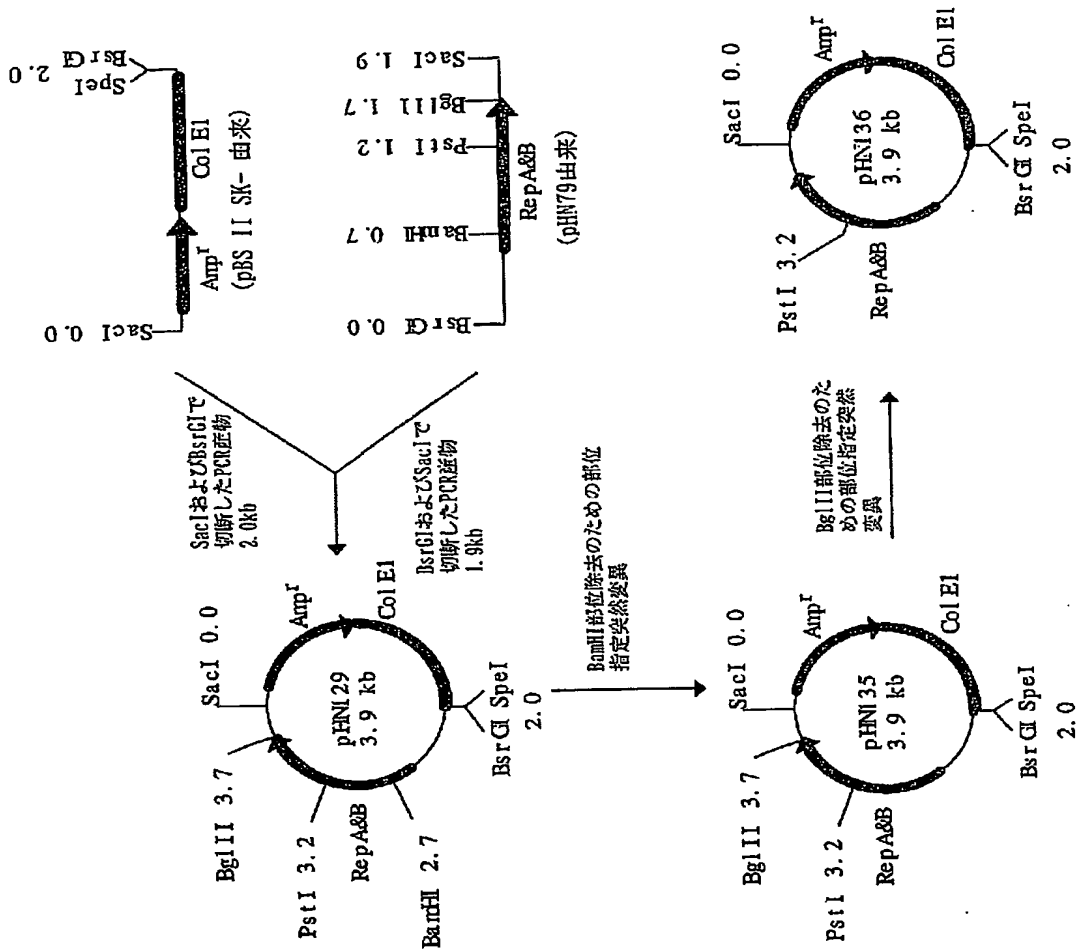 SacI 0.0
Ampʳ
Col E1
SpeI
BsrGI 2.0
(pBS II SK- 由来)
BsrGI 0.0
BamHI 0.7
PstI 1.2
BglII 1.7
SacI 1.9
RepA&B
(pHN79由来)
SacIおよびBsrGIで
切断したPCR産物
2.0kb
BsrGIおよびSacIで
切断したPCR産物
1.9kb
SacI 0.0
Ampʳ
Col E1
BsrGI SpeI
2.0
BamHI 2.7
RepA&B
PstI 3.2
BglII 3.7
pHN129
3.9 kb
BamHI部位除去のための部位
指定突然変異
SacI 0.0
Ampʳ
Col E1
BsrGI SpeI
2.0
RepA&B
PstI 3.2
BglII 3.7
pHN135
3.9 kb
BglII部位除去のた
めの部位指定突然
変異
SacI 0.0
Ampʳ
Col E1
BsrGI SpeI
2.0
RepA&B
PstI 3.2
pHN136
3.9 kb